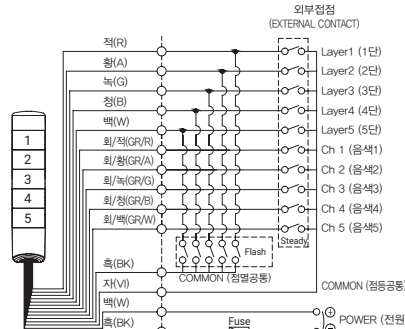 외부접점
(EXTERNAL CONTACT)
적(R)
Layer1 (1단)
황(A)
Layer2 (2단)
녹(G)
Layer3 (3단)
청(B)
Layer4 (4단)
백(W)
Layer5 (5단)
회/적(GR/R)
Ch 1 (음색1)
회/황(GR/A)
Ch 2 (음색2)
회/녹(GR/G)
Ch 3 (음색3)
회/청(GR/B)
Ch 4 (음색4)
회/백(GR/W)
Ch 5 (음색5)
1
2
3
4
5
Steady
Flash
흑(BK)
COMMON (점멸공통)
자(VI)
COMMON (점등공통)
백(W)
흑(BK)
Fuse
POWER (전원